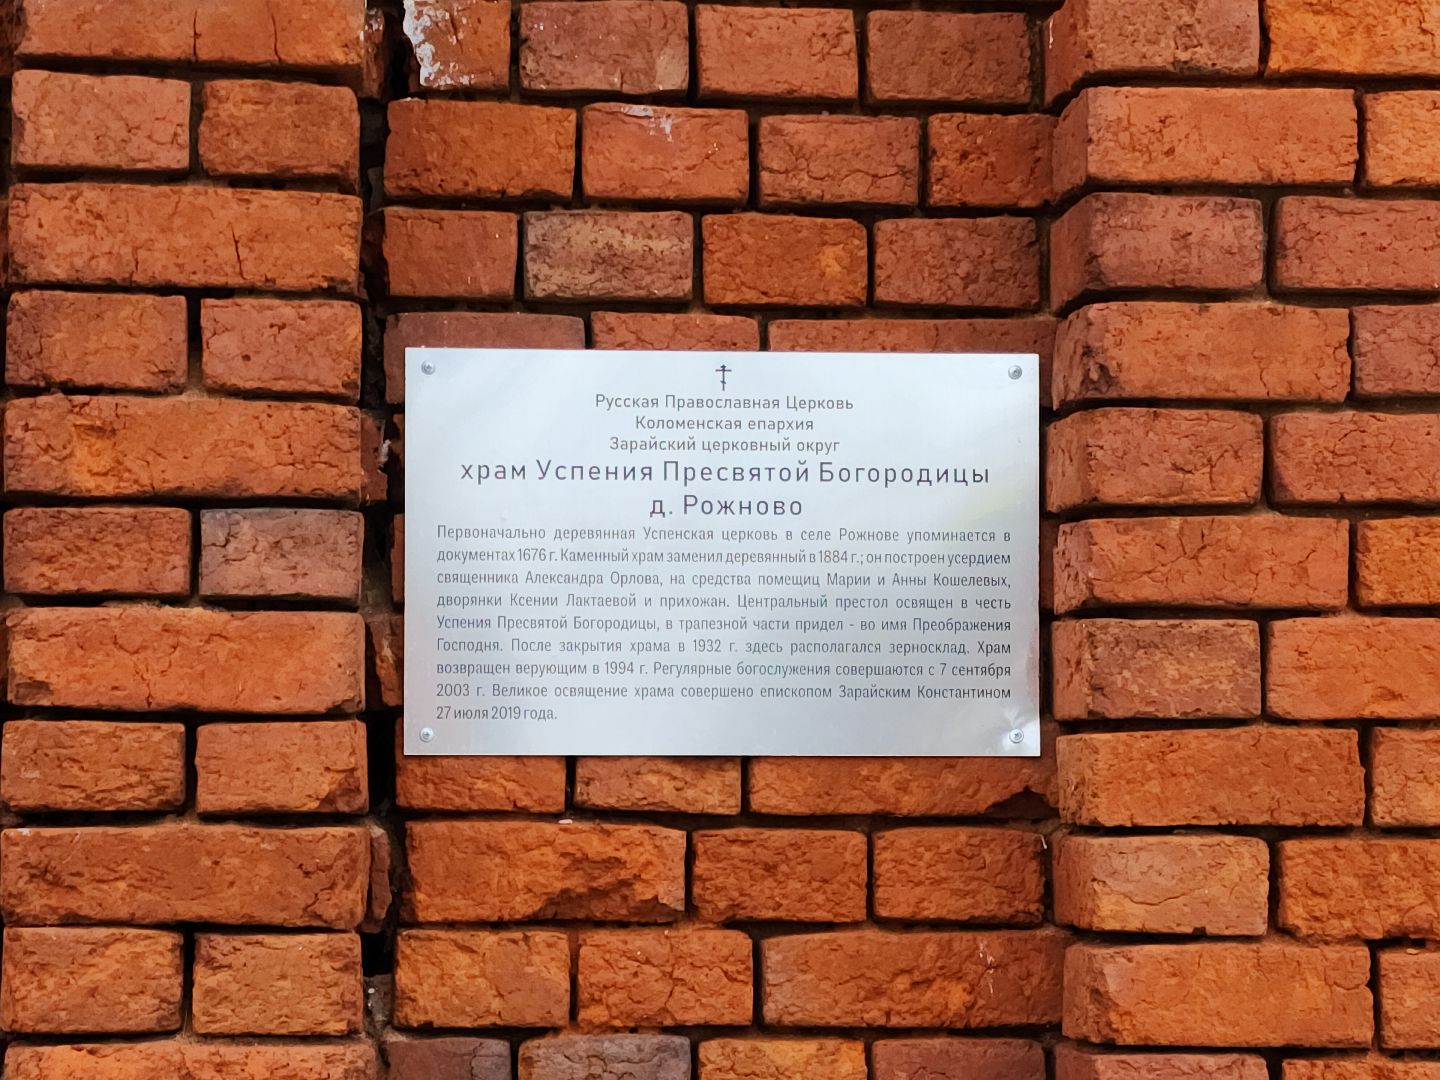 Русская Православная Церковь
Коломенская епархия
Зарайский церковный округ
храм Успения Пресвятой Богородицы
д. Рожново
Первоначально деревянная Успенская церковь в селе Рожнове упоминается в
документах 1676 г. Каменный храм заменил деревянный в 1884 г.; он построен усердием
священника Александра Орлова, на средства помещиц Марии и Анны Кошелевых,
дворянки Ксении Лактаевой и прихожан. Центральный престол освящен в честь
Успения Пресвятой Богородицы, в трапезной части придел - во имя Преображения
Господня. После закрытия храма в 1932 г. здесь располагался зерносклад. Храм
возвращен верующим в 1994 г. Регулярные богослужения совершаются с 7 сентября
2003 г. Великое освящение храма совершено епископом Зарайским Константином
27 июля 2019 года.